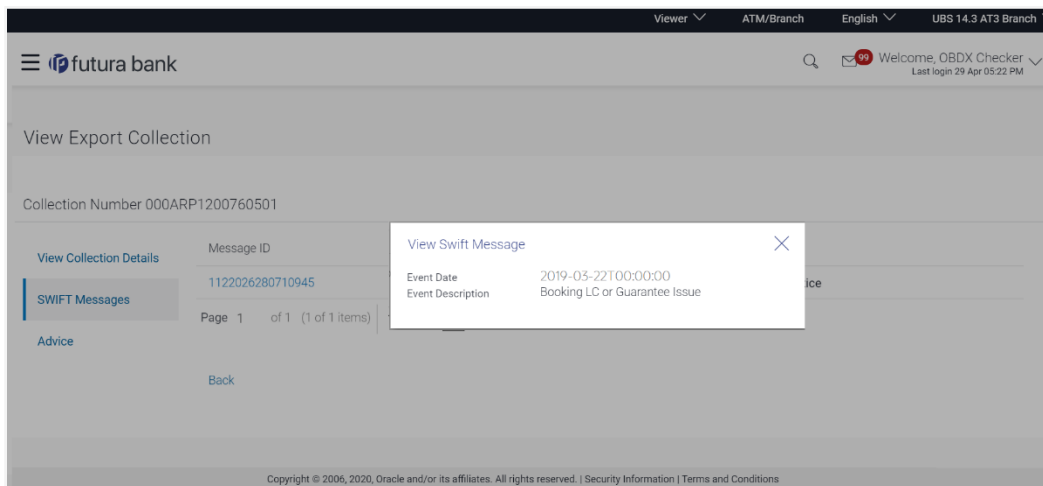 Viewer ATM/Branch English UBS 14.3 AT3 Branch
futura bank
99 Welcome, OBDX Checker
Last login 29 Apr 05:22 PM
View Export Collection
Collection Number 000ARP1200760501
View Collection Details
SWIFT Messages
Advice
Message ID
1122026280710945
Page 1 of 1 (1 of 1 items)
Back
View Swift Message
Event Date 2019-03-22T00:00:00
Event Description Booking LC or Guarantee Issue
Copyright © 2006, 2020, Oracle and/or its affiliates. All rights reserved. | Security Information | Terms and Conditions